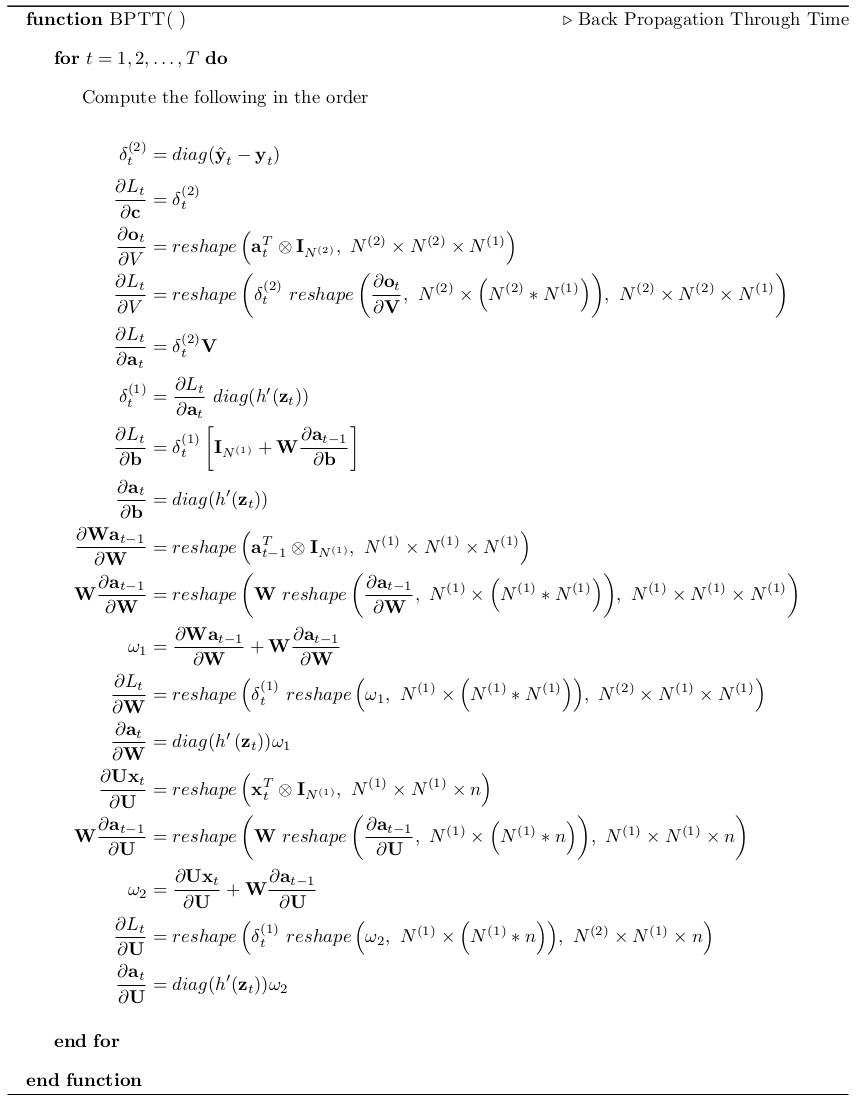 function BPTT( ) ▷ Back Propagation Through Time
for t = 1, 2, . . . , T do
Compute the following in the order
δ_t^{(2)} = diag(ŷ_t − y_t)
∂L_t/∂c = δ_t^{(2)}
∂o_t/∂V = reshape(a_t^T ⊗ I_{N^{(2)}}, N^{(2)} × N^{(2)} × N^{(1)})
∂L_t/∂V = reshape(δ_t^{(2)} reshape(∂o_t/∂V, N^{(2)} × (N^{(2)} ∗ N^{(1)})), N^{(2)} × N^{(2)} × N^{(1)})
∂L_t/∂a_t = δ_t^{(2)}V
δ_t^{(1)} = ∂L_t/∂a_t diag(h′(z_t))
∂L_t/∂b = δ_t^{(1)} [I_{N^{(1)}} + W ∂a_{t−1}/∂b]
∂a_t/∂b = diag(h′(z_t))
∂Wa_{t−1}/∂W = reshape(a_{t−1}^T ⊗ I_{N^{(1)}}, N^{(1)} × N^{(1)} × N^{(1)})
W ∂a_{t−1}/∂W = reshape(W reshape(∂a_{t−1}/∂W, N^{(1)} × (N^{(1)} ∗ N^{(1)})), N^{(1)} × N^{(1)} × N^{(1)})
ω_1 = ∂Wa_{t−1}/∂W + W ∂a_{t−1}/∂W
∂L_t/∂W = reshape(δ_t^{(1)} reshape(ω_1, N^{(1)} × (N^{(1)} ∗ N^{(1)})), N^{(2)} × N^{(1)} × N^{(1)})
∂a_t/∂W = diag(h′(z_t))ω_1
∂Ux_t/∂U = reshape(x_t^T ⊗ I_{N^{(1)}}, N^{(1)} × N^{(1)} × n)
W ∂a_{t−1}/∂U = reshape(W reshape(∂a_{t−1}/∂U, N^{(1)} × (N^{(1)} ∗ n)), N^{(1)} × N^{(1)} × n)
ω_2 = ∂Ux_t/∂U + W ∂a_{t−1}/∂U
∂L_t/∂U = reshape(δ_t^{(1)} reshape(ω_2, N^{(1)} × (N^{(1)} ∗ n)), N^{(2)} × N^{(1)} × n)
∂a_t/∂U = diag(h′(z_t))ω_2
end for
end function